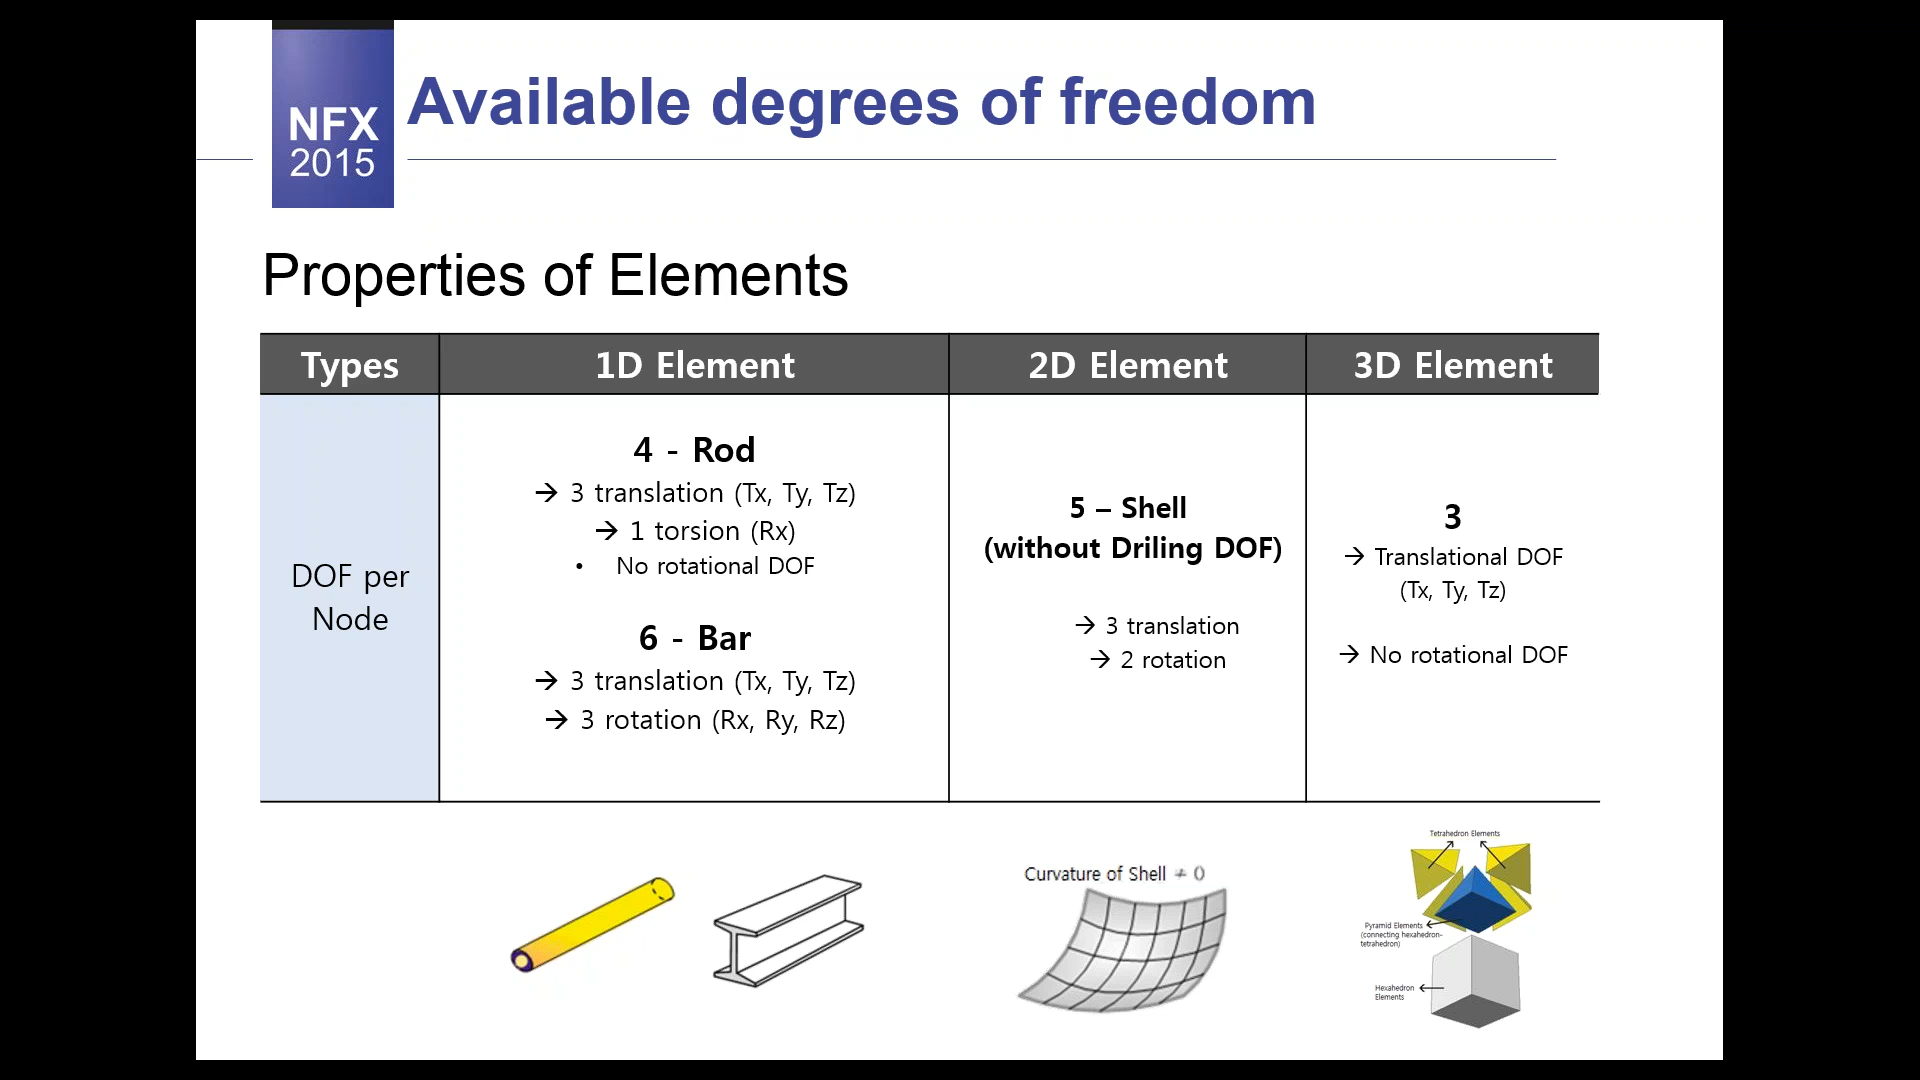 NFX
2015
Available degrees of freedom
Properties of Elements
Types
1D Element
2D Element
3D Element
DOF per
Node
4 - Rod
→ 3 translation (Tx, Ty, Tz)
→ 1 torsion (Rx)
• No rotational DOF
6 - Bar
→ 3 translation (Tx, Ty, Tz)
→ 3 rotation (Rx, Ry, Rz)
5 – Shell
(without Driling DOF)
→ 3 translation
→ 2 rotation
3
→ Translational DOF
(Tx, Ty, Tz)
→ No rotational DOF
Curvature of Shell ≠ 0
Tetrahedron Elements
Pyramid Elements
(connecting hexahedron-
tetrahedron)
Hexahedron
Elements